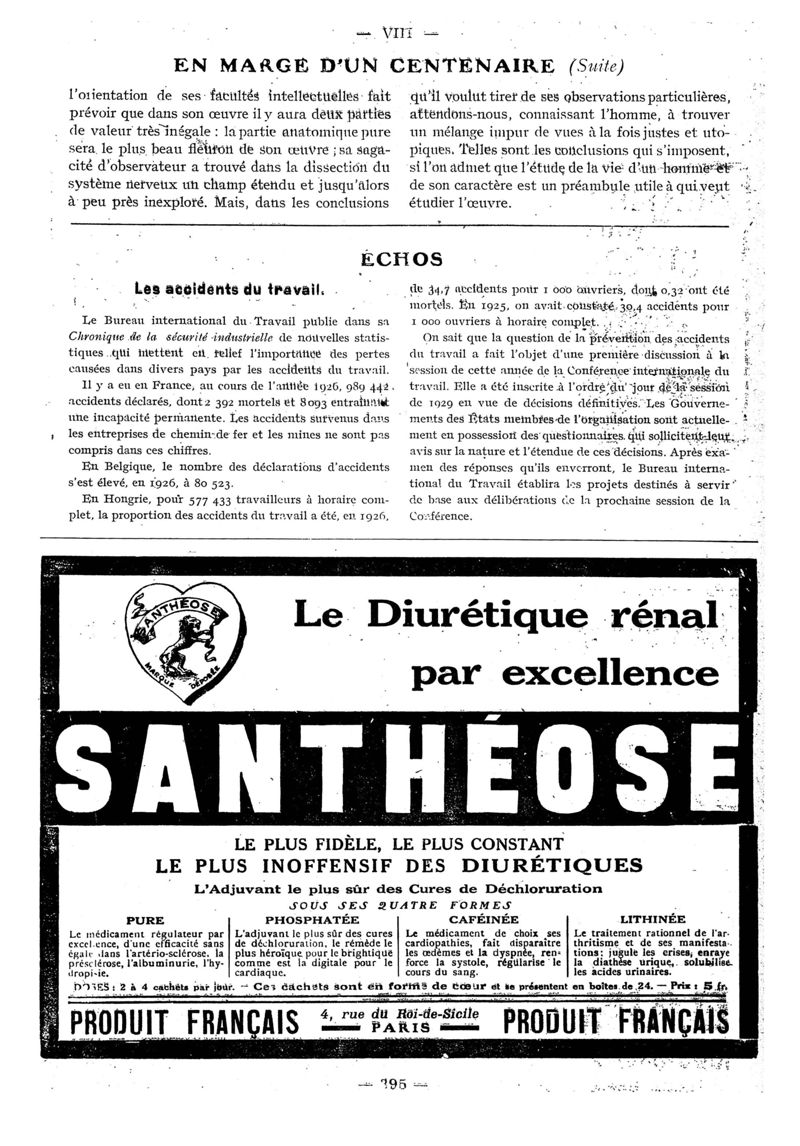 — VIII —
EN MARGE D'UN CENTENAIRE (Suite)
l'orientation de ses facultés intellectuelles fait
prévoir que dans son œuvre il y aura deux parties
de valeur très inégale : la partie anatomique pure
sera le plus beau fleuron de son œuvre ; sa saga-
cité d'observateur a trouvé dans la dissection du
système nerveux un champ étendu et jusqu'alors
à peu près inexploré. Mais, dans les conclusions
qu'il voulut tirer de ses observations particulières,
attendons-nous, connaissant l'homme, à trouver
un mélange impur de vues à la fois justes et uto-
piques. Telles sont les conclusions qui s'imposent,
si l'on admet que l'étude de la vie d'un homme et
de son caractère est un préambule utile à qui veut
étudier l'œuvre.
ÉCHOS
Les accidents du travail.
Le Bureau international du Travail publie dans sa
Chronique de la sécurité industrielle de nouvelles statis-
tiques qui mettent en relief l'importance des pertes
causées dans divers pays par les accidents du travail.
Il y a eu en France, au cours de l'année 1926, 989 442
accidents déclarés, dont 2 392 mortels et 8 093 entraînant
une incapacité permanente. Les accidents survenus dans
les entreprises de chemin de fer et les mines ne sont pas
compris dans ces chiffres.
En Belgique, le nombre des déclarations d'accidents
s'est élevé, en 1926, à 80 523.
En Hongrie, pour 577 433 travailleurs à horaire com-
plet, la proportion des accidents du travail a été, en 1926,
de 34,7 accidents pour 1 000 ouvriers, dont 0,32 ont été
mortels. En 1925, on avait constaté 30,4 accidents pour
1 000 ouvriers à horaire complet.
On sait que la question de la prévention des accidents
du travail a fait l'objet d'une première discussion à la
session de cette année de la Conférence internationale du
travail. Elle a été inscrite à l'ordre du jour de la session
de 1929 en vue de décisions définitives. Les Gouverne-
ments des États membres de l'organisation sont actuelle-
ment en possession des questionnaires qui sollicitent leur
avis sur la nature et l'étendue de ces décisions. Après exa-
men des réponses qu'ils enverront, le Bureau interna-
tional du Travail établira les projets destinés à servir
de base aux délibérations de la prochaine session de la
Conférence.
SANTHÉOSE
MARQUE DÉPOSÉE
Le Diurétique rénal
par excellence
SANTHÉOSE
LE PLUS FIDÈLE, LE PLUS CONSTANT
LE PLUS INOFFENSIF DES DIURÉTIQUES
L'Adjuvant le plus sûr des Cures de Déchloruration
SOUS SES QUATRE FORMES
PURE
Le médicament régulateur par
excellence, d'une efficacité sans
égale dans l'artério-sclérose, la
présclérose, l'albuminurie, l'hy-
dropisie.
PHOSPHATÉE
L'adjuvant le plus sûr des cures
de déchloruration, le rémède le
plus héroïque pour le brightique
comme est la digitale pour le
cardiaque.
CAFÉINÉE
Le médicament de choix des
cardiopathies, fait disparaître
les œdèmes et la dyspnée, ren-
force la systole, régularise le
cours du sang.
LITHINÉE
Le traitement rationnel de l'ar-
thritisme et de ses manifesta-
tions ; jugule les crises, enraye
la diathèse urique, solubilise
les acides urinaires.
DOSES : 2 à 4 cachets par jour. — Ces cachets sont en forme de cœur et se présentent en boîtes de 24. — Prix : 5 fr.
PRODUIT FRANÇAIS
4, rue du Roi-de-Sicile
PARIS
PRODUIT FRANÇAIS
— 395 —